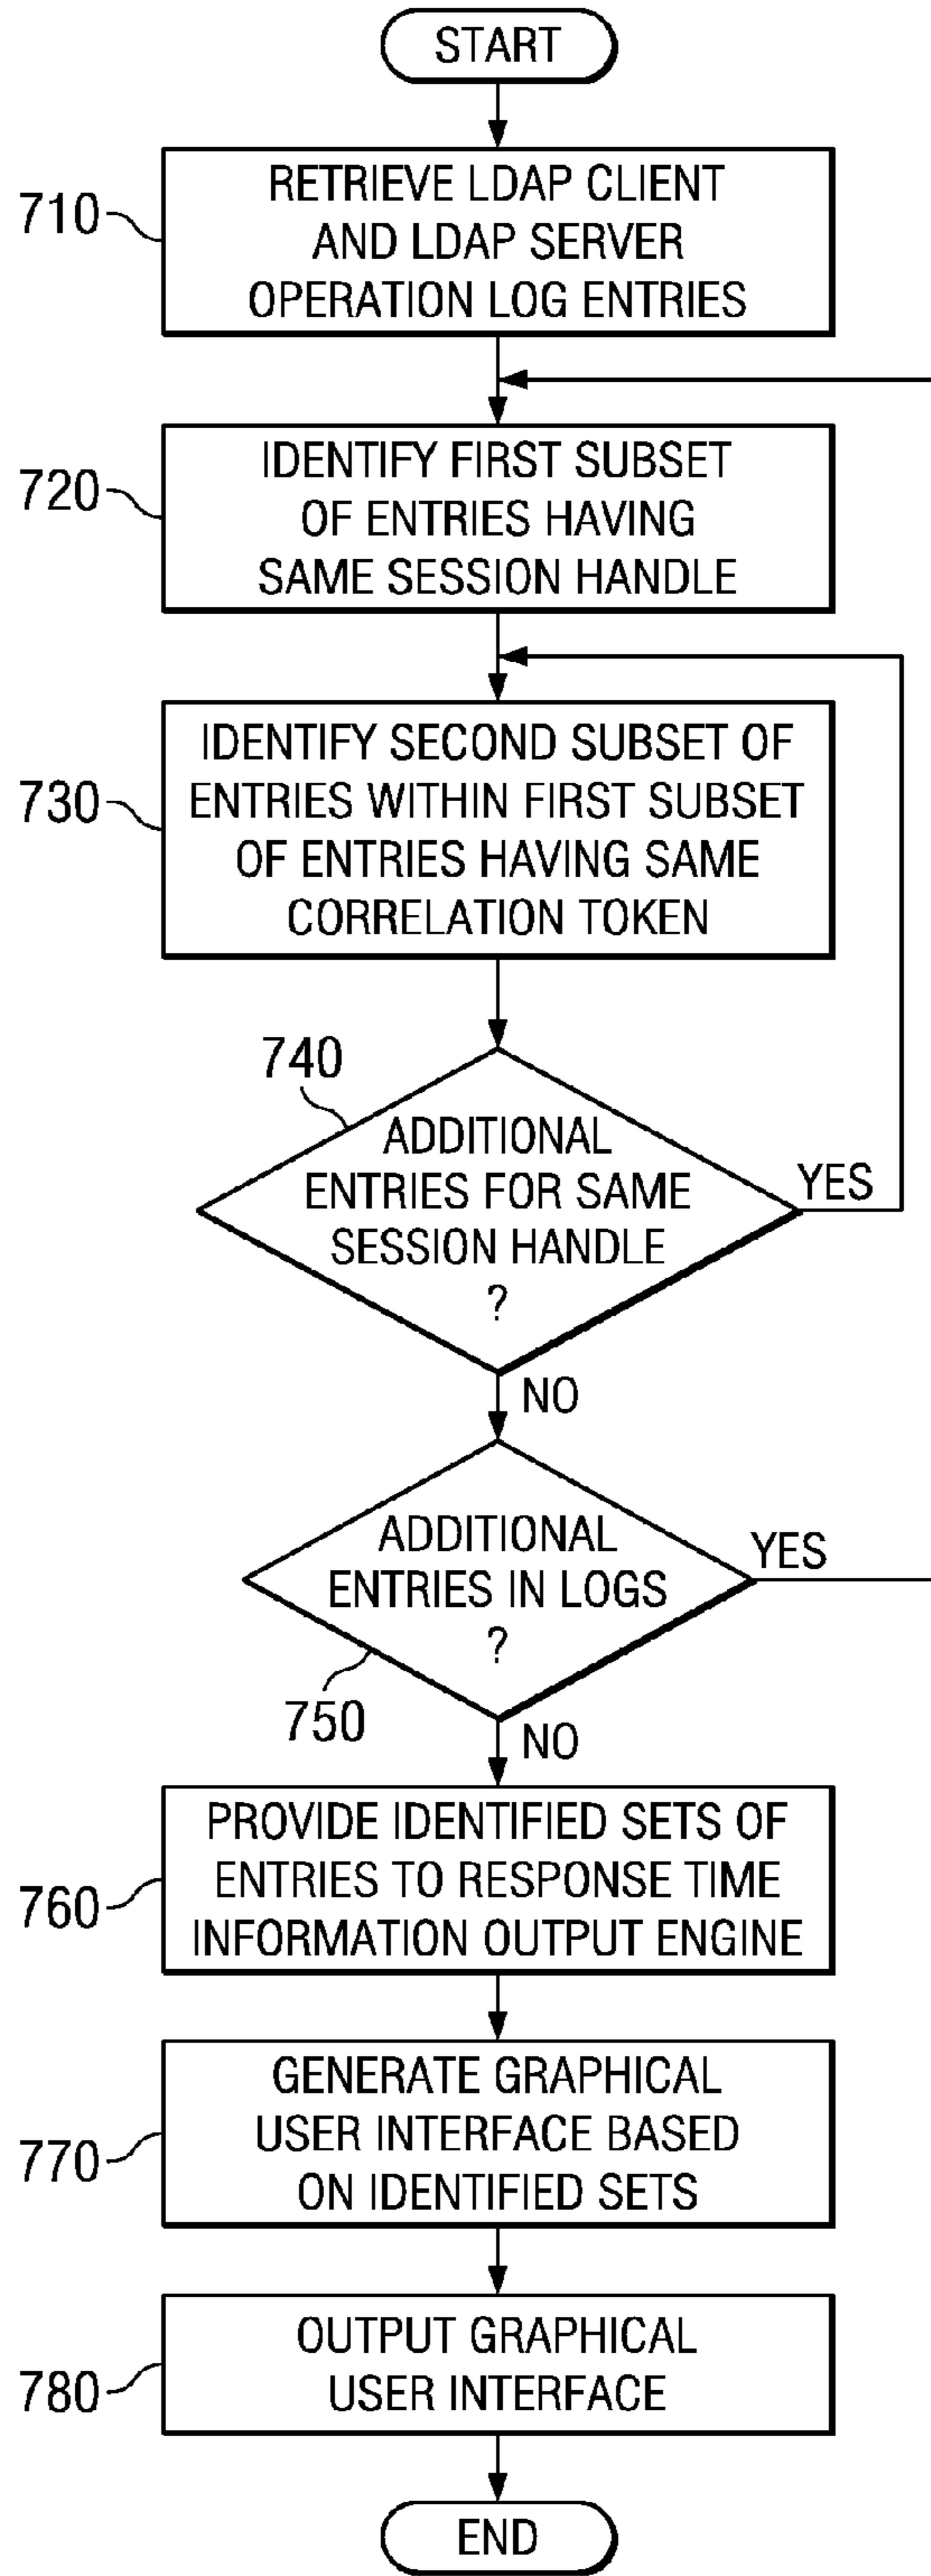 START
710
RETRIEVE LDAP CLIENT
AND LDAP SERVER
OPERATION LOG ENTRIES
720
IDENTIFY FIRST SUBSET
OF ENTRIES HAVING
SAME SESSION HANDLE
730
IDENTIFY SECOND SUBSET OF
ENTRIES WITHIN FIRST SUBSET
OF ENTRIES HAVING SAME
CORRELATION TOKEN
740
ADDITIONAL
ENTRIES FOR SAME
SESSION HANDLE
?
YES
NO
ADDITIONAL
ENTRIES IN LOGS
?
YES
750
NO
760
PROVIDE IDENTIFIED SETS OF
ENTRIES TO RESPONSE TIME
INFORMATION OUTPUT ENGINE
770
GENERATE GRAPHICAL
USER INTERFACE BASED
ON IDENTIFIED SETS
780
OUTPUT GRAPHICAL
USER INTERFACE
END